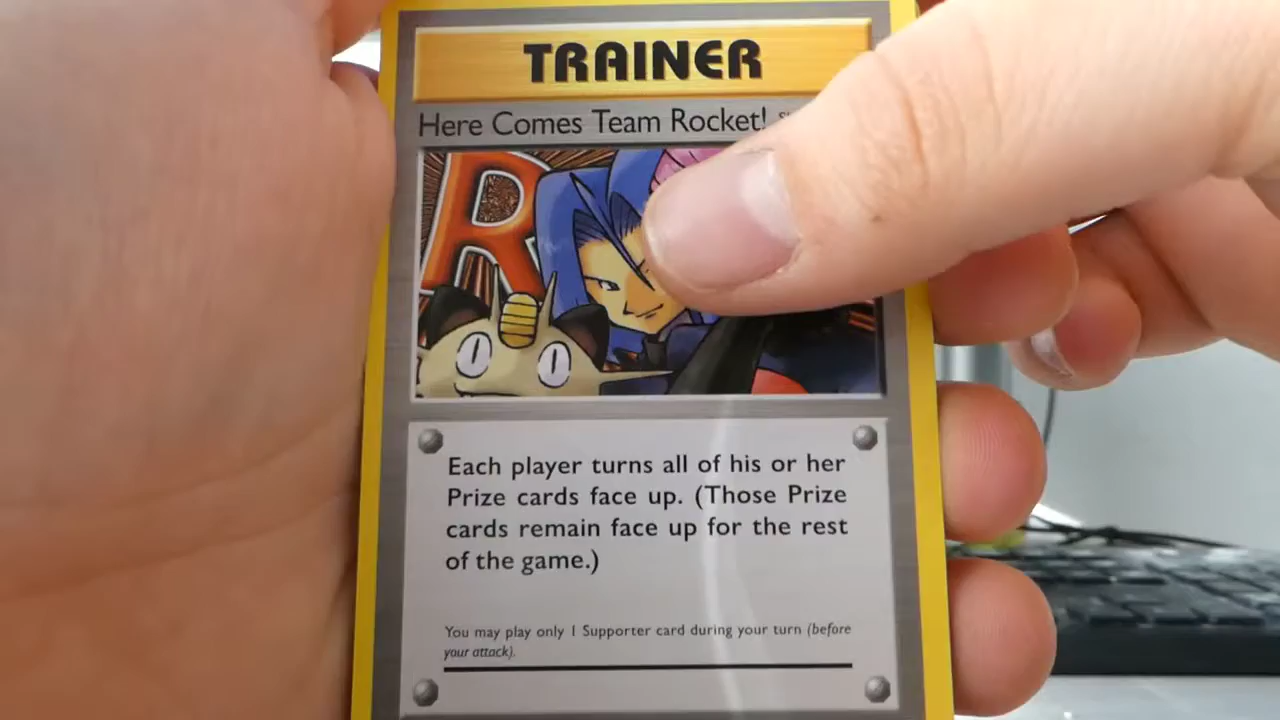 TRAINER
Here Comes Team Rocket!
R
Each player turns all of his or her
Prize cards face up. (Those Prize
cards remain face up for the rest
of the game.)
You may play only 1 Supporter card during your turn (before
your attack).